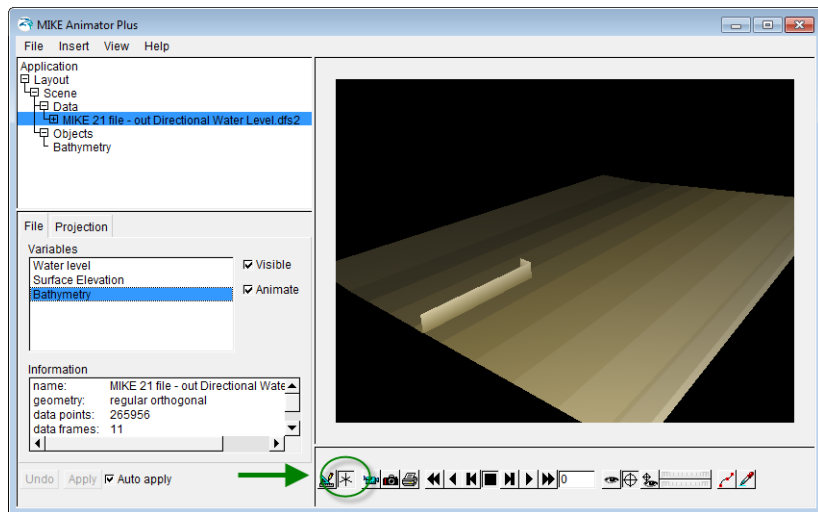 MIKE Animator Plus
File Insert View Help
Application
Layout
Scene
Data
MIKE 21 file - out Directional Water Level.dfs2
Objects
Bathymetry
File Projection
Variables
Water level
Surface Elevation
Bathymetry
Visible
Animate
Information
name: MIKE 21 file - out Directional Wate
geometry: regular orthogonal
data points: 265956
data frames: 11
Undo Apply Auto apply
0